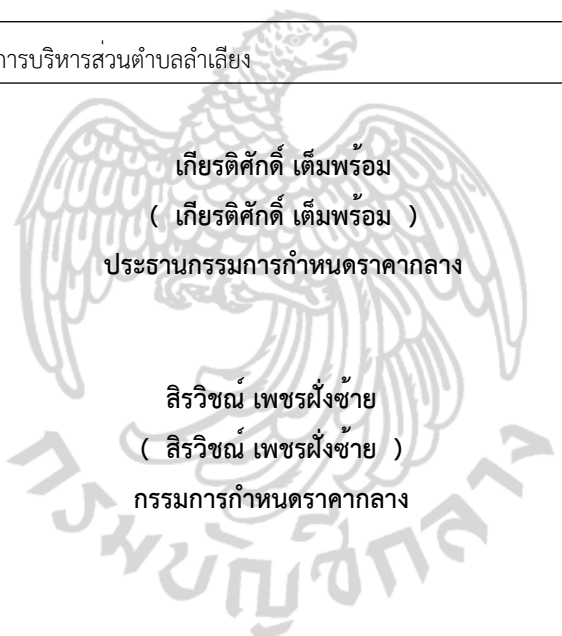 การบริหารส่วนตำบลลำเลียง
เกียรติศักดิ์ เต็มพร้อม
( เกียรติศักดิ์ เต็มพร้อม )
ประธานกรรมการกำหนดราคากลาง
สิรวิชณ์ เพชรฝั่งซ้าย
( สิรวิชณ์ เพชรฝั่งซ้าย )
กรรมการกำหนดราคากลาง
กรมบัญชีกลาง